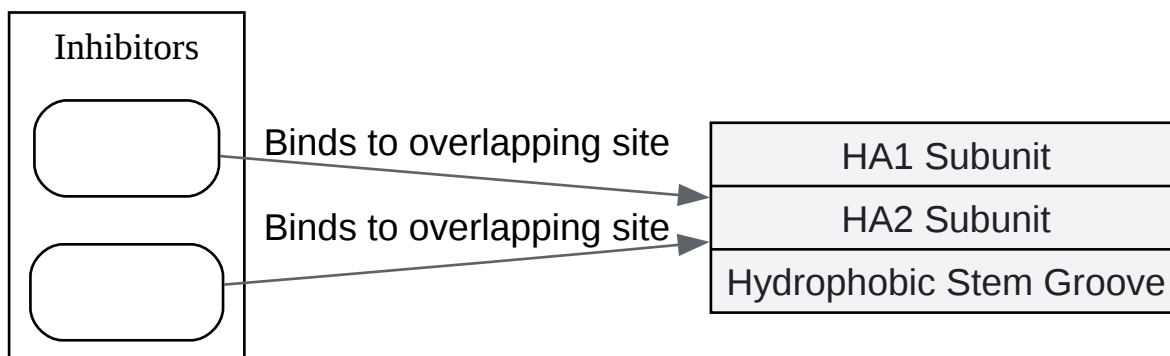 Inhibitors
Binds to overlapping site
Binds to overlapping site
HA1 Subunit
HA2 Subunit
Hydrophobic Stem Groove